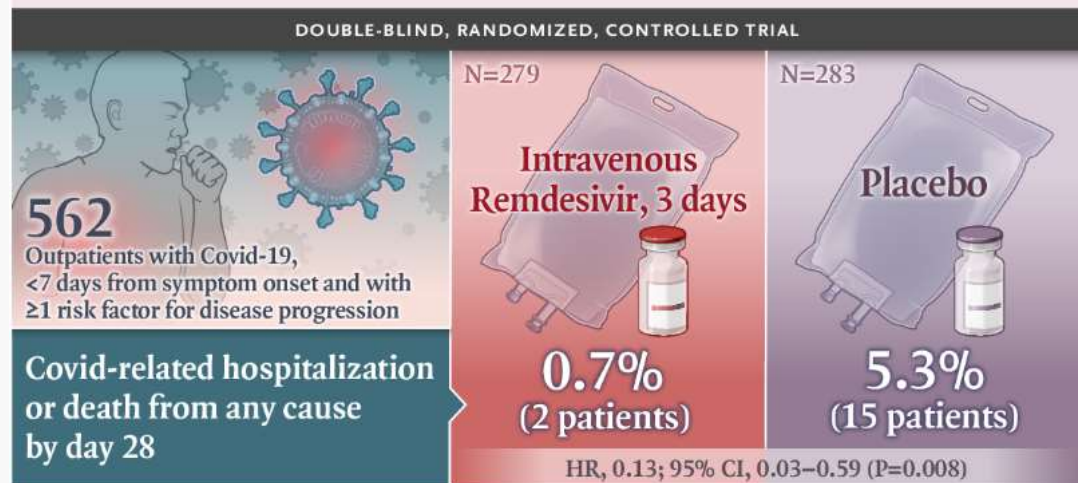 DOUBLE-BLIND, RANDOMIZED, CONTROLLED TRIAL
562
Outpatients with Covid-19,
<7 days from symptom onset and with
≥1 risk factor for disease progression
N=279
Intravenous
Remdesivir, 3 days
N=283
Placebo
Covid-related hospitalization
or death from any cause
by day 28
0.7%
(2 patients)
5.3%
(15 patients)
HR, 0.13; 95% CI, 0.03–0.59 (P=0.008)